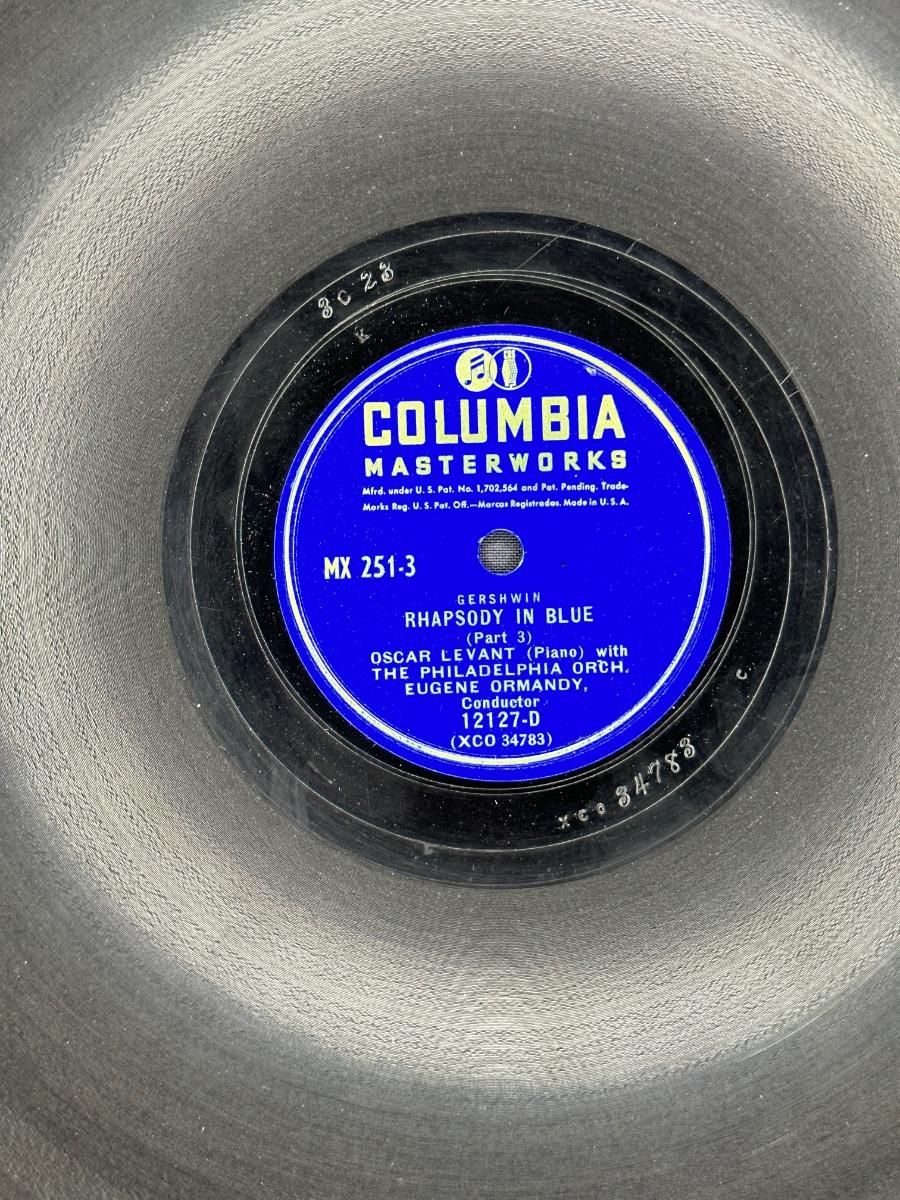 3C 23
K
COLUMBIA
MASTERWORKS
Mfrd. under U. S. Pat. No. 1,702,564 and Pat. Pending. Trade-
Marks Reg. U. S. Pat. Off.—Marcas Registradas. Made in U. S. A.
MX 251-3
GERSHWIN
RHAPSODY IN BLUE
(Part 3)
OSCAR LEVANT (Piano) with
THE PHILADELPHIA ORCH.
EUGENE ORMANDY,
Conductor
12127-D
(XCO 34783)
C
XCO 34783